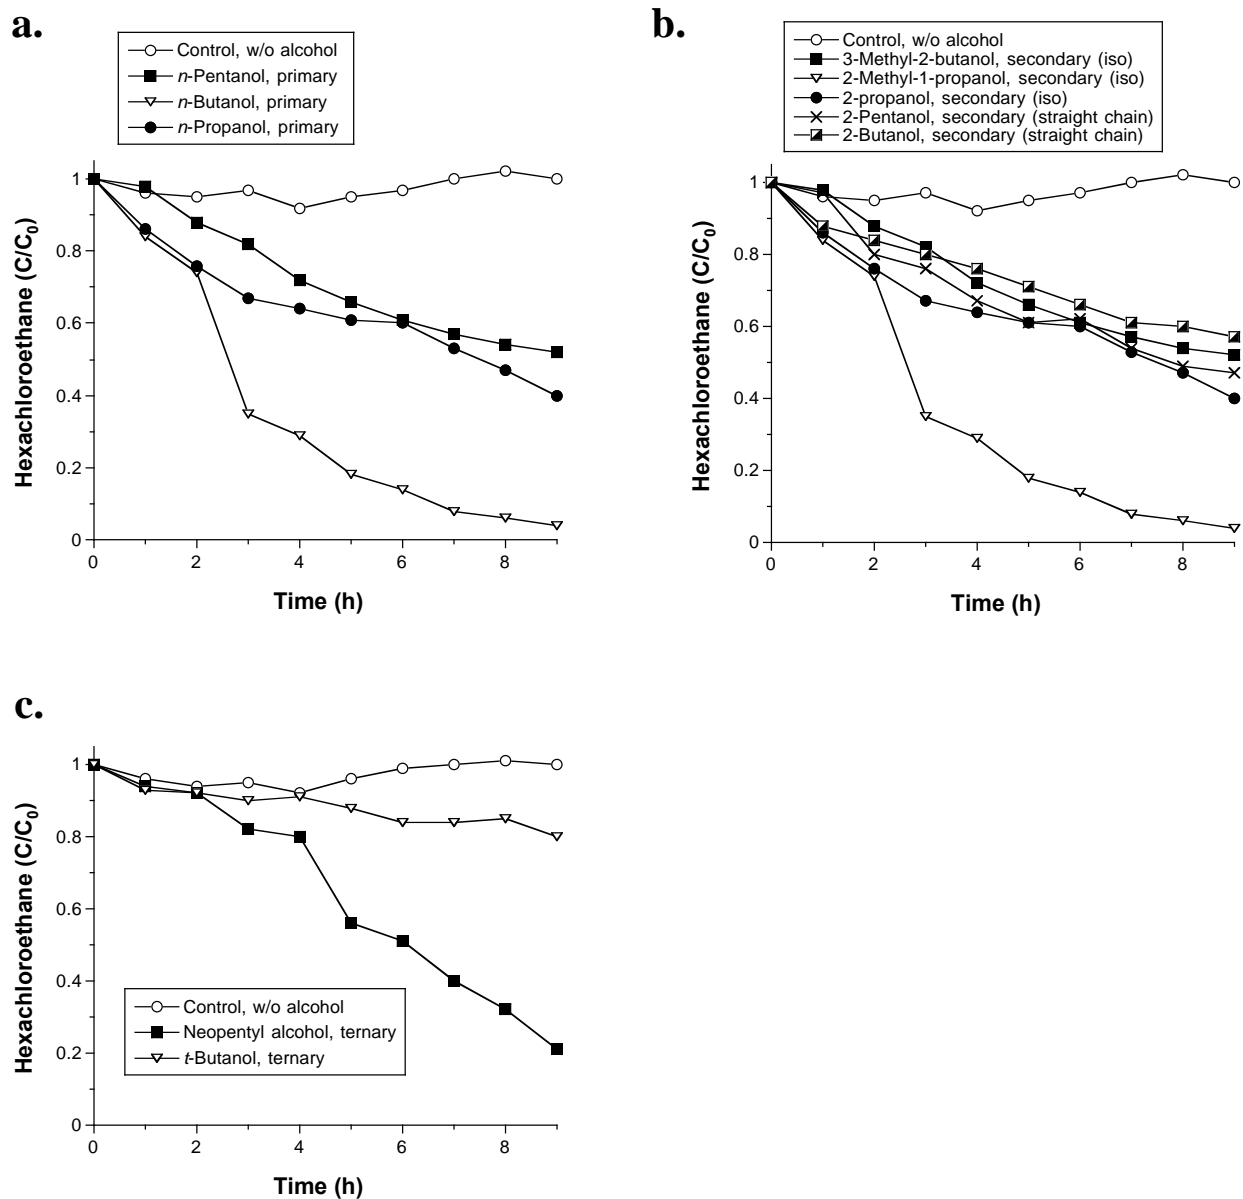 a.
Control, w/o alcohol
n-Pentanol, primary
n-Butanol, primary
n-Propanol, primary
Hexachloroethane (C/C0)
1
0.8
0.6
0.4
0.2
0
0 2 4 6 8
Time (h)
b.
Control, w/o alcohol
3-Methyl-2-butanol, secondary (iso)
2-Methyl-1-propanol, secondary (iso)
2-propanol, secondary (iso)
2-Pentanol, secondary (straight chain)
2-Butanol, secondary (straight chain)
Hexachloroethane (C/C0)
1
0.8
0.6
0.4
0.2
0
0 2 4 6 8
Time (h)
c.
Hexachloroethane (C/C0)
1
0.8
0.6
0.4
0.2
0
Control, w/o alcohol
Neopentyl alcohol, ternary
t-Butanol, ternary
0 2 4 6 8
Time (h)